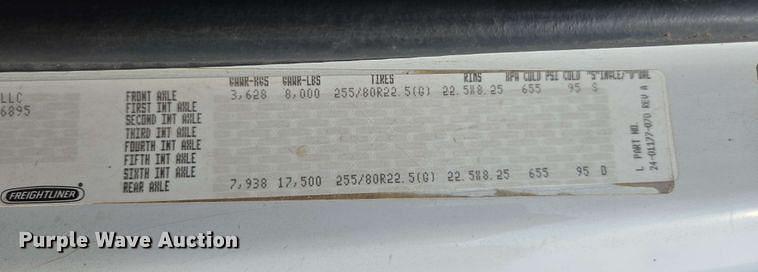 LLC
6895
GAWR-KGS GAWR-LBS TIRES RIMS KPA COLD PSI COLD "S"INGLE/"D"UAL
FRONT AXLE 3,628 8,000 255/80R22.5(G) 22.5X8.25 655 95 S
FIRST INT AXLE
SECOND INT AXLE
THIRD INT AXLE
FOURTH INT AXLE
FIFTH INT AXLE
SIXTH INT AXLE
REAR AXLE 7,938 17,500 255/80R22.5(G) 22.5X8.25 655 95 D
L PART NO.
24-01177-070 REV A
FREIGHTLINER
Purple Wave Auction